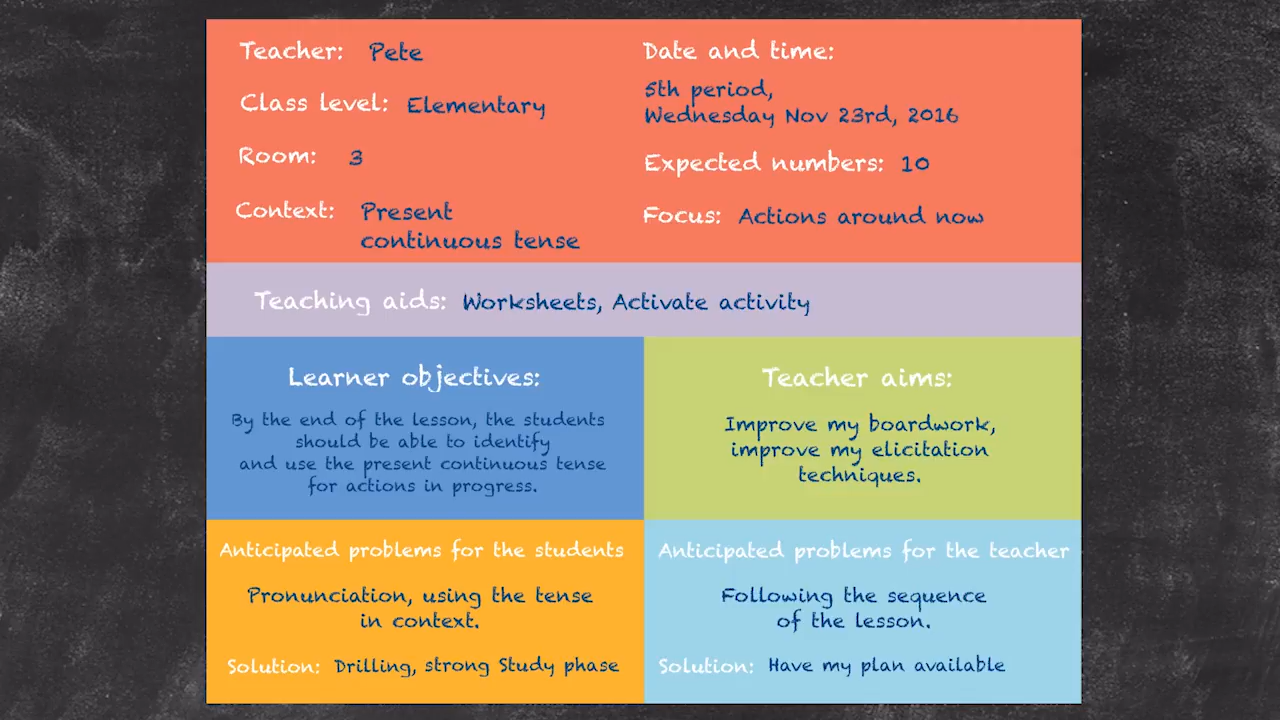 Teacher: Pete
Class level: Elementary
Room: 3
Context: Present
continuous tense
Date and time:
5th period,
Wednesday Nov 23rd, 2016
Expected numbers: 10
Focus: Actions around now
Teaching aids: Worksheets, Activate activity
Learner objectives:
By the end of the lesson, the students
should be able to identify
and use the present continuous tense
for actions in progress.
Teacher aims:
Improve my boardwork,
improve my elicitation
techniques.
Anticipated problems for the students
Pronunciation, using the tense
in context.
Solution: Drilling, strong Study phase
Anticipated problems for the teacher
Following the sequence
of the lesson.
Solution: Have my plan available